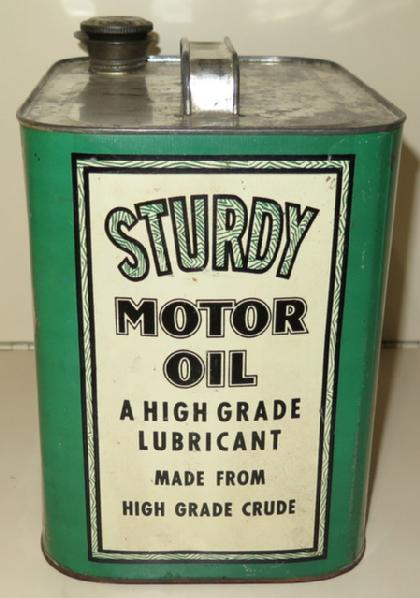 STURDY
MOTOR
OIL
A HIGH GRADE
LUBRICANT
MADE FROM
HIGH GRADE CRUDE